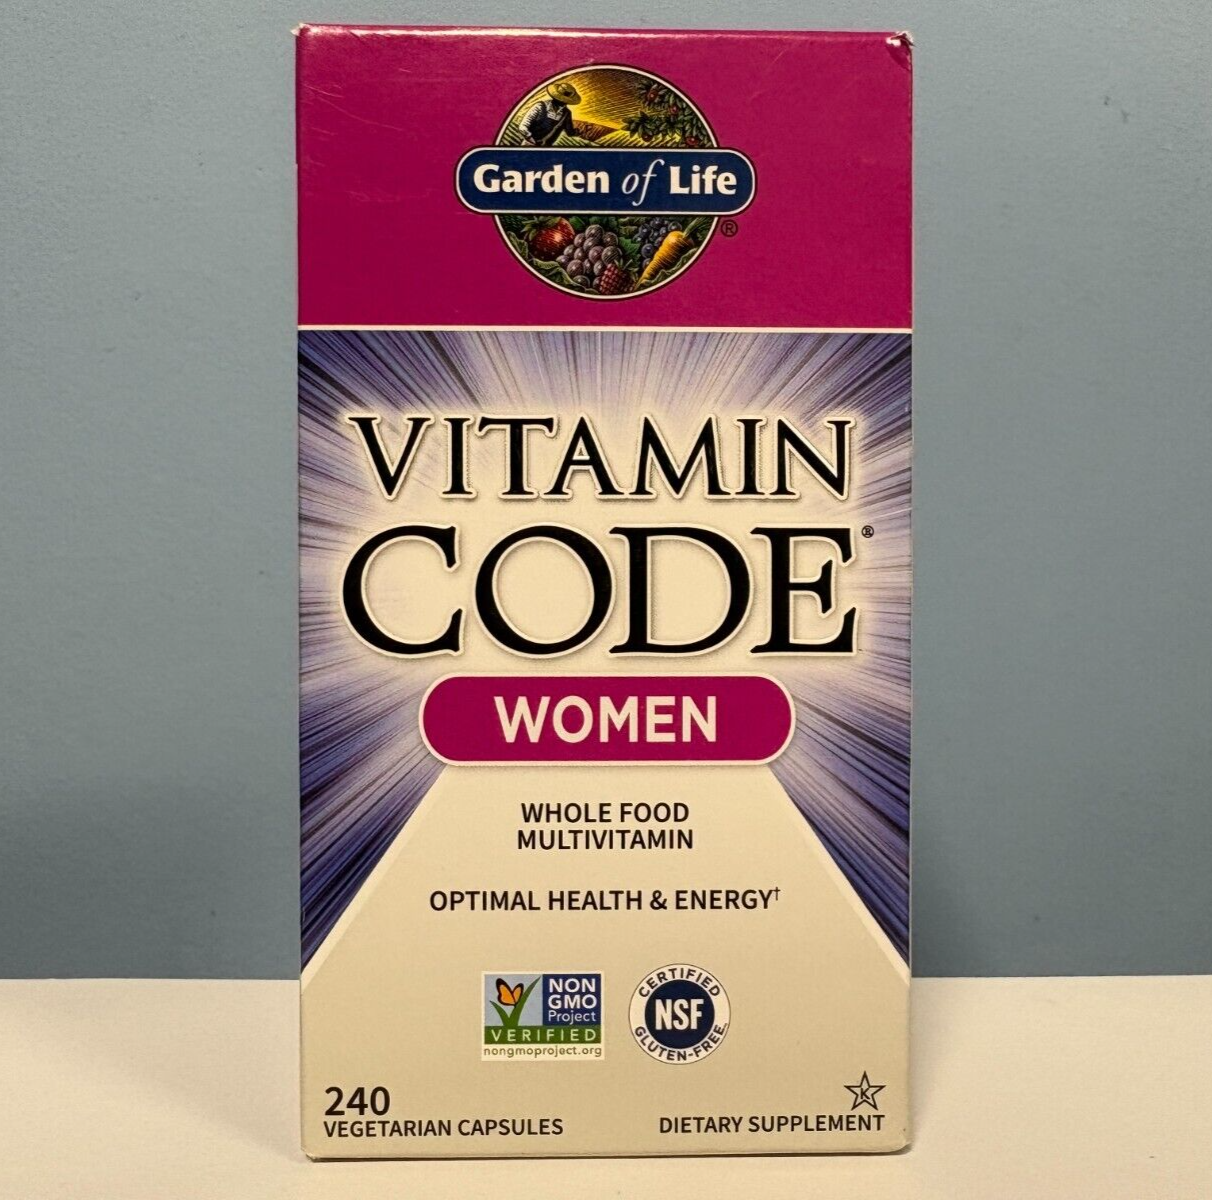 Garden of Life®
VITAMIN
CODE®
WOMEN
WHOLE FOOD
MULTIVITAMIN
OPTIMAL HEALTH & ENERGY†
NON
GMO
Project
VERIFIED
nongmoproject.org
CERTIFIED
NSF
GLUTEN-FREE
240
VEGETARIAN CAPSULES
K
DIETARY SUPPLEMENT